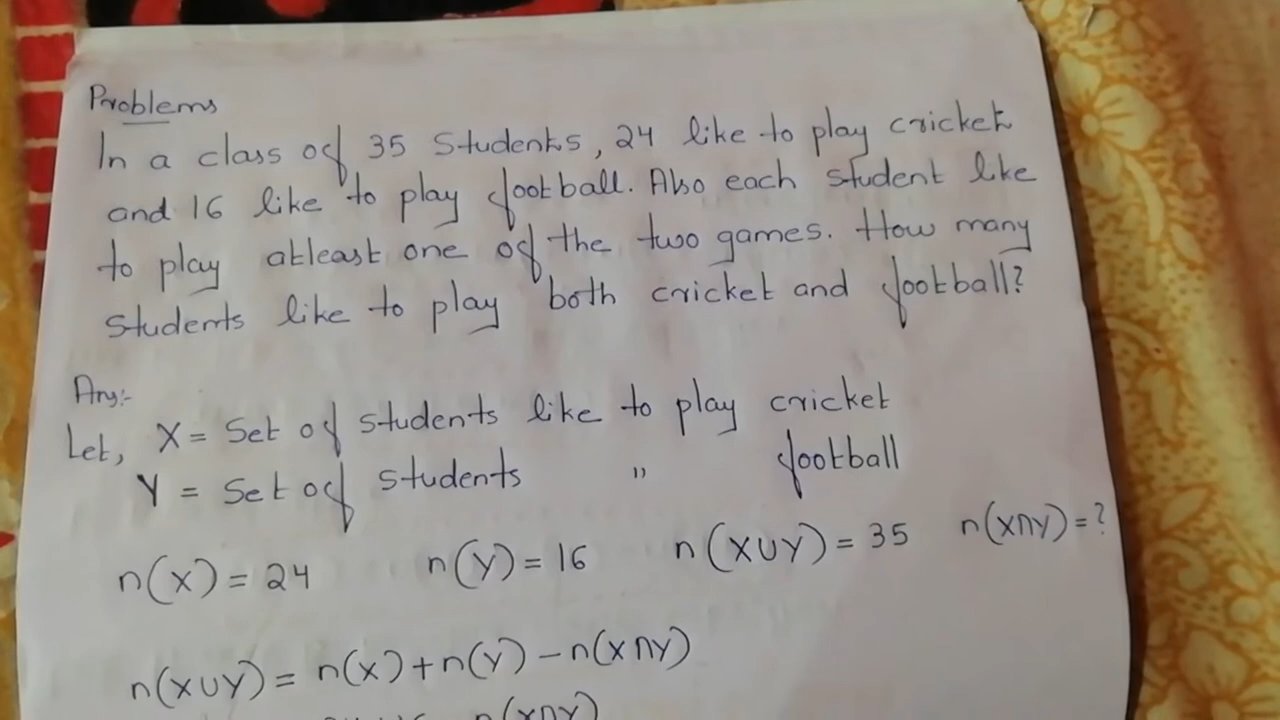 Problems
In a class of 35 Students, 24 like to play cricket
and 16 like to play football. Also each student like
to play atleast one of the two games. How many
students like to play both cricket and football?
Ans:-
Let, X = Set of students like to play cricket
Y = Set of students " football
n(X) = 24 n(Y) = 16 n(X∪Y) = 35 n(X∩Y) = ?
n(X∪Y) = n(X) + n(Y) - n(X∩Y)
n(X∩Y)